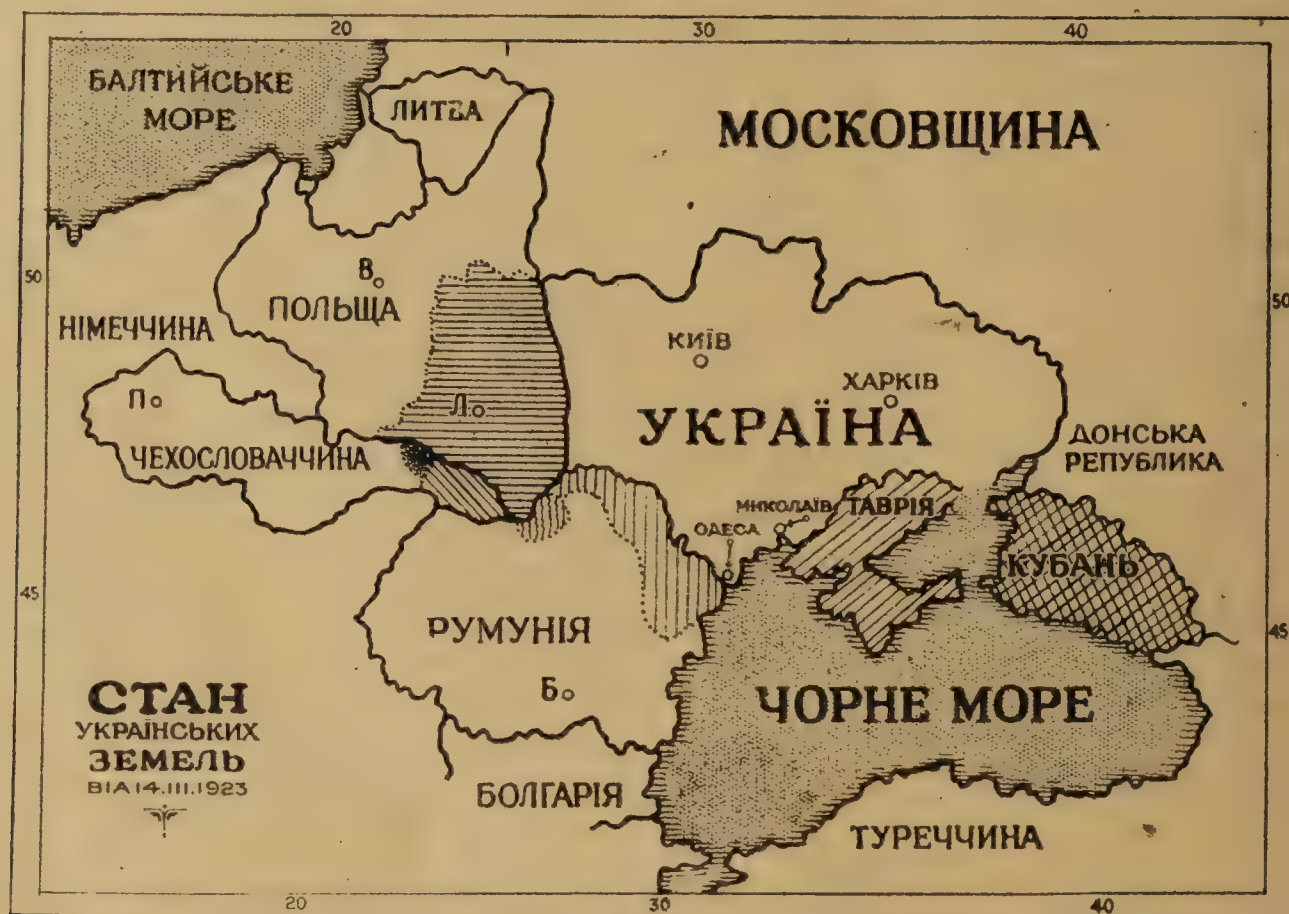 20 30 40
БАЛТИЙСЬКЕ
МОРЕ
ЛИТВА
МОСКОВЩИНА
50
50
В
ПОЛЬЩА
НІМЕЧЧИНА
КИЇВ
ХАРКІВ
П
Л
УКРАЇНА
ДОНСЬКА
РЕПУБЛИКА
ЧЕХОСЛОВАЧЧИНА
МИКОЛАЇВ
ТАВРІЯ
ОДЕСА
КУБАНЬ
45
45
РУМУНІЯ
Б
ЧОРНЕ МОРЕ
СТАН
УКРАЇНСЬКИХ
ЗЕМЕЛЬ
ВІД 14.III.1923
БОЛГАРІЯ
ТУРЕЧЧИНА
20 30 40